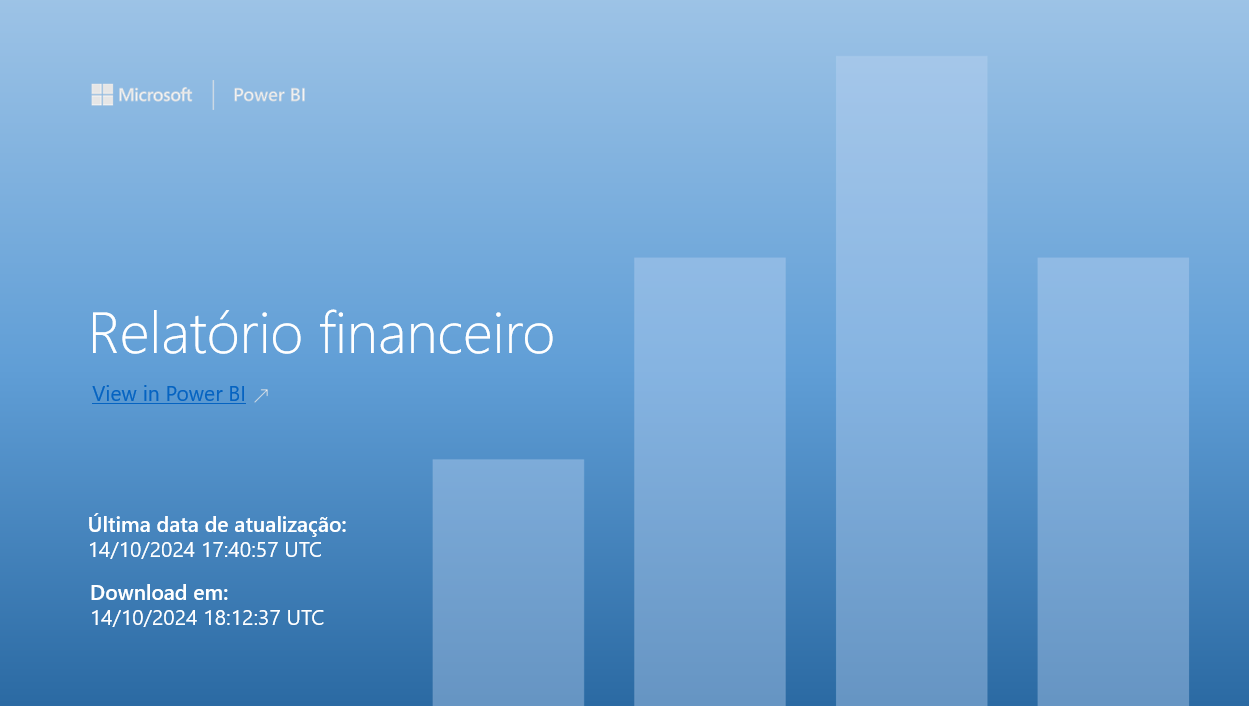 Microsoft Power BI
Relatório financeiro
View in Power BI
Última data de atualização:
14/10/2024 17:40:57 UTC
Download em:
14/10/2024 18:12:37 UTC